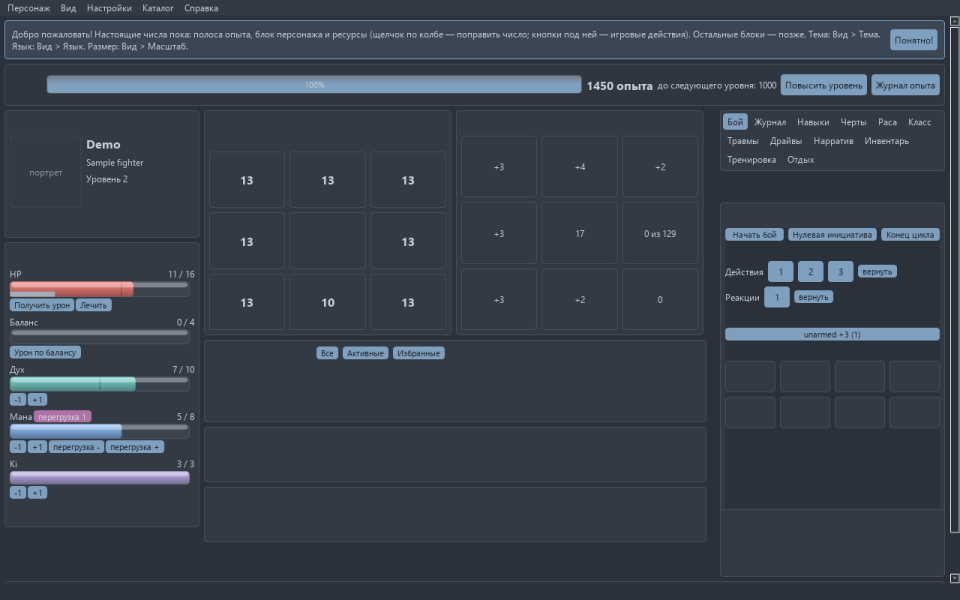 Персонаж Вид Настройки Каталог Справка
Добро пожаловать! Настоящие числа пока: полоса опыта, блок персонажа и ресурсы (щелчок по колбе — поправить число; кнопки под ней — игровые действия). Остальные блоки — позже. Тема: Вид > Тема.
Язык: Вид > Язык. Размер: Вид > Масштаб.
Понятно!
100%
1450 опыта до следующего уровня: 1000 Повысить уровень Журнал опыта
портрет
Demo
Sample fighter
Уровень 2
HP 11 / 16
Получить урон Лечить
Баланс 0 / 4
Урон по балансу
Дух 7 / 10
-1 +1
Мана перегрузка 1 5 / 8
-1 +1 перегрузка - перегрузка +
Ki 3 / 3
-1 +1
13 13 13
13 13
13 10 13
+3 +4 +2
+3 17 0 из 129
+3 +2 0
Все Активные Избранные
Бой Журнал Навыки Черты Раса Класс
Травмы Драйвы Нарратив Инвентарь
Тренировка Отдых
Начать бой Нулевая инициатива Конец цикла
Действия 1 2 3 вернуть
Реакции 1 вернуть
unarmed +3 (1)